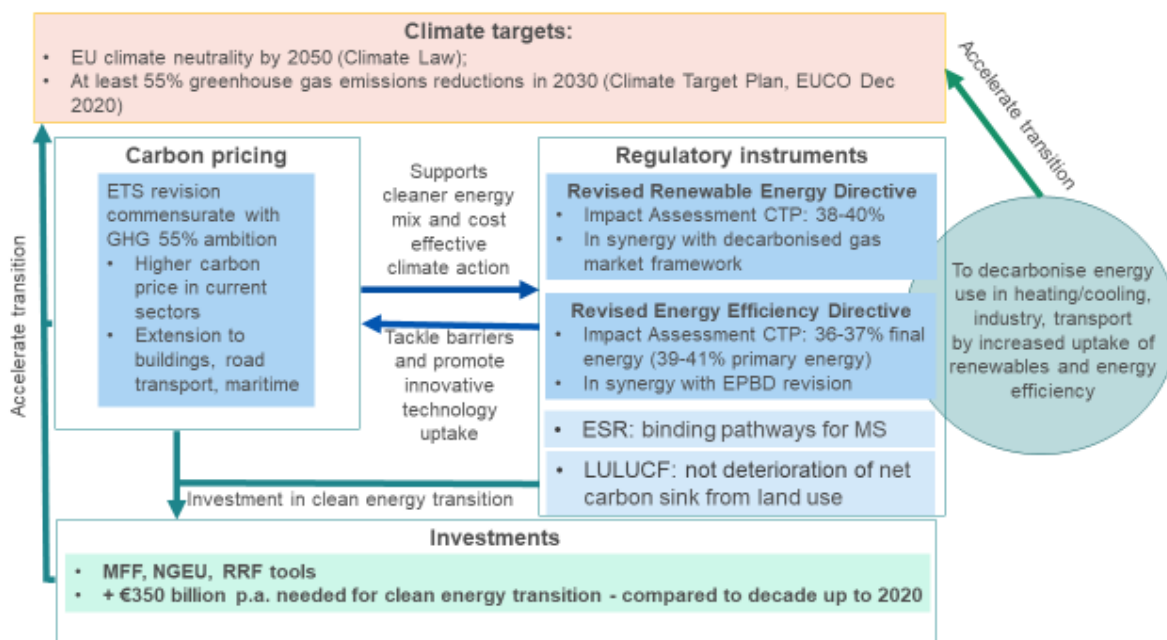 Climate targets:
• EU climate neutrality by 2050 (Climate Law);
• At least 55% greenhouse gas emissions reductions in 2030 (Climate Target Plan, EUCO Dec
2020)
Accelerate transition
Carbon pricing
ETS revision
commensurate with
GHG 55% ambition
• Higher carbon
price in current
sectors
• Extension to
buildings, road
transport, maritime
Supports
cleaner energy
mix and cost
effective
climate action
Tackle barriers
and promote
innovative
technology
uptake
Regulatory instruments
Revised Renewable Energy Directive
• Impact Assessment CTP: 38-40%
• In synergy with decarbonised gas
market framework
Revised Energy Efficiency Directive
• Impact Assessment CTP: 36-37% final
energy (39-41% primary energy)
• In synergy with EPBD revision
• ESR: binding pathways for MS
• LULUCF: not deterioration of net
carbon sink from land use
To decarbonise energy
use in heating/cooling,
industry, transport
by increased uptake of
renewables and energy
efficiency
Accelerate transition
Investment in clean energy transition
Investments
• MFF, NGEU, RRF tools
• + €350 billion p.a. needed for clean energy transition - compared to decade up to 2020